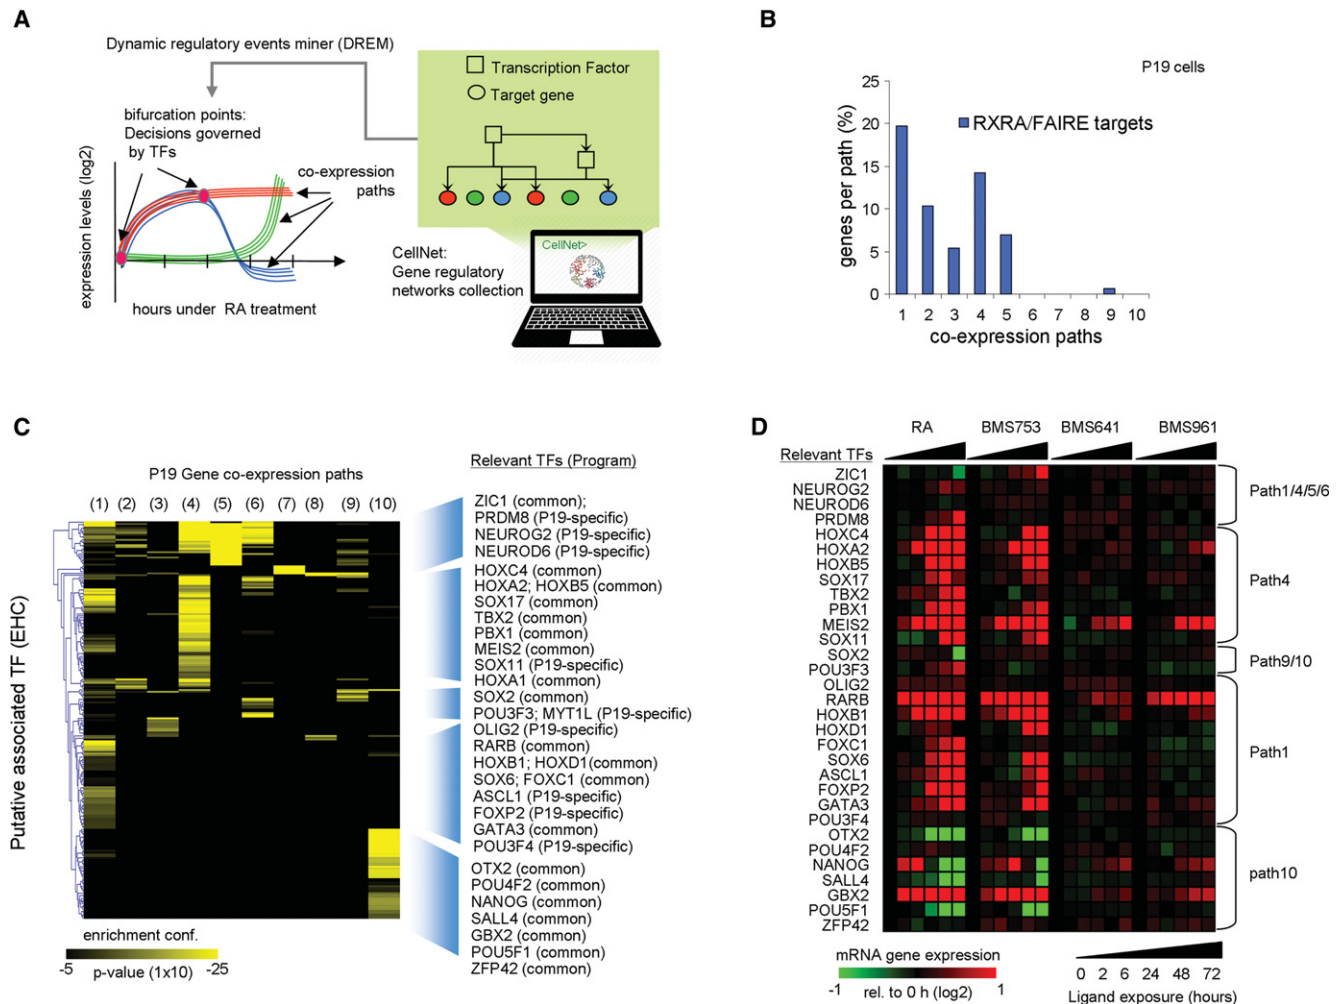 A
Dynamic regulatory events miner (DREM)
Transcription Factor
Target gene
bifurcation points:
Decisions governed
by TFs
co-expression
paths
expression levels (log2)
hours under RA treatment
CellNet:
Gene regulatory
networks collection
CellNet>
B
P19 cells
RXRA/FAIRE targets
genes per path (%)
25
20
15
10
5
0
1 2 3 4 5 6 7 8 9 10
co-expression paths
C
P19 Gene co-expression paths
(1) (2) (3) (4) (5) (6) (7) (8) (9) (10)
Putative associated TF (EHC)
enrichment conf.
-5 -25
p-value (1x10)
Relevant TFs (Program)
ZIC1 (common);
PRDM8 (P19-specific)
NEUROG2 (P19-specific)
NEUROD6 (P19-specific)
HOXC4 (common)
HOXA2; HOXB5 (common)
SOX17 (common)
TBX2 (common)
PBX1 (common)
MEIS2 (common)
SOX11 (P19-specific)
HOXA1 (common)
SOX2 (common)
POU3F3; MYT1L (P19-specific)
OLIG2 (P19-specific)
RARB (common)
HOXB1; HOXD1(common)
SOX6; FOXC1 (common)
ASCL1 (P19-specific)
FOXP2 (P19-specific)
GATA3 (common)
POU3F4 (P19-specific)
OTX2 (common)
POU4F2 (common)
NANOG (common)
SALL4 (common)
GBX2 (common)
POU5F1 (common)
ZFP42 (common)
D
RA BMS753 BMS641 BMS961
Relevant TFs
ZIC1
NEUROG2
NEUROD6
PRDM8
HOXC4
HOXA2
HOXB5
SOX17
TBX2
PBX1
MEIS2
SOX11
SOX2
POU3F3
OLIG2
RARB
HOXB1
HOXD1
FOXC1
SOX6
ASCL1
FOXP2
GATA3
POU3F4
OTX2
POU4F2
NANOG
SALL4
GBX2
POU5F1
ZFP42
Path1/4/5/6
Path4
Path9/10
Path1
path10
mRNA gene expression
-1 rel. to 0 h (log2) 1
0 2 6 24 48 72
Ligand exposure (hours)